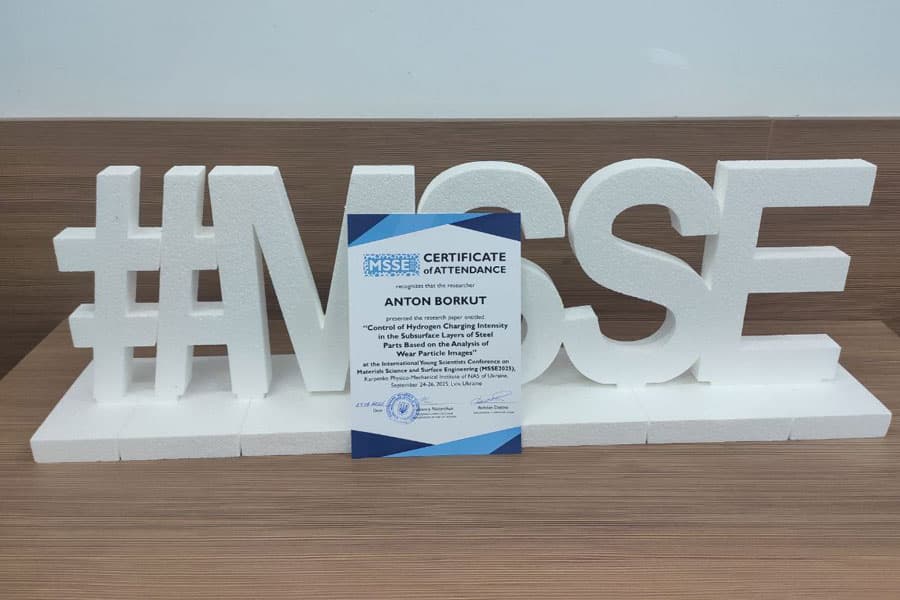 #MSSE
MSSE
CERTIFICATE
of ATTENDANCE
recognizes that the researcher
ANTON BORKUT
presented the research paper entitled
"Control of Hydrogen Charging Intensity
in the Subsurface Layers of Steel
Parts Based on the Analysis of
Wear Particle Images"
at the International Young Scientists Conference on
Materials Science and Surface Engineering (MSSE2025),
Karpenko Physico-Mechanical Institute of NAS of Ukraine,
September 24-26, 2025, Lviv, Ukraine
Date